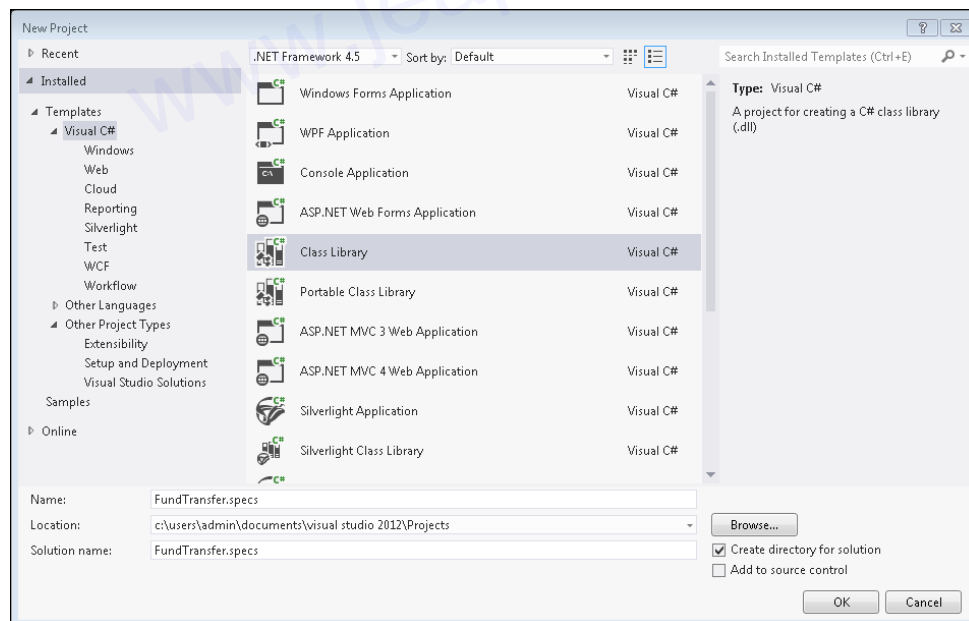 www.jea
New Project
Recent
.NET Framework 4.5 Sort by: Default
Search Installed Templates (Ctrl+E)
Installed
Templates
Visual C#
Windows
Web
Cloud
Reporting
Silverlight
Test
WCF
Workflow
Other Languages
Other Project Types
Extensibility
Setup and Deployment
Visual Studio Solutions
Samples
Online
Windows Forms Application Visual C#
WPF Application Visual C#
Console Application Visual C#
ASP.NET Web Forms Application Visual C#
Class Library Visual C#
Portable Class Library Visual C#
ASP.NET MVC 3 Web Application Visual C#
ASP.NET MVC 4 Web Application Visual C#
Silverlight Application Visual C#
Silverlight Class Library Visual C#
Type: Visual C#
A project for creating a C# class library
(.dll)
Name: FundTransfer.specs
Location: c:\users\admin\documents\visual studio 2012\Projects
Browse...
Solution name: FundTransfer.specs
Create directory for solution
Add to source control
OK Cancel